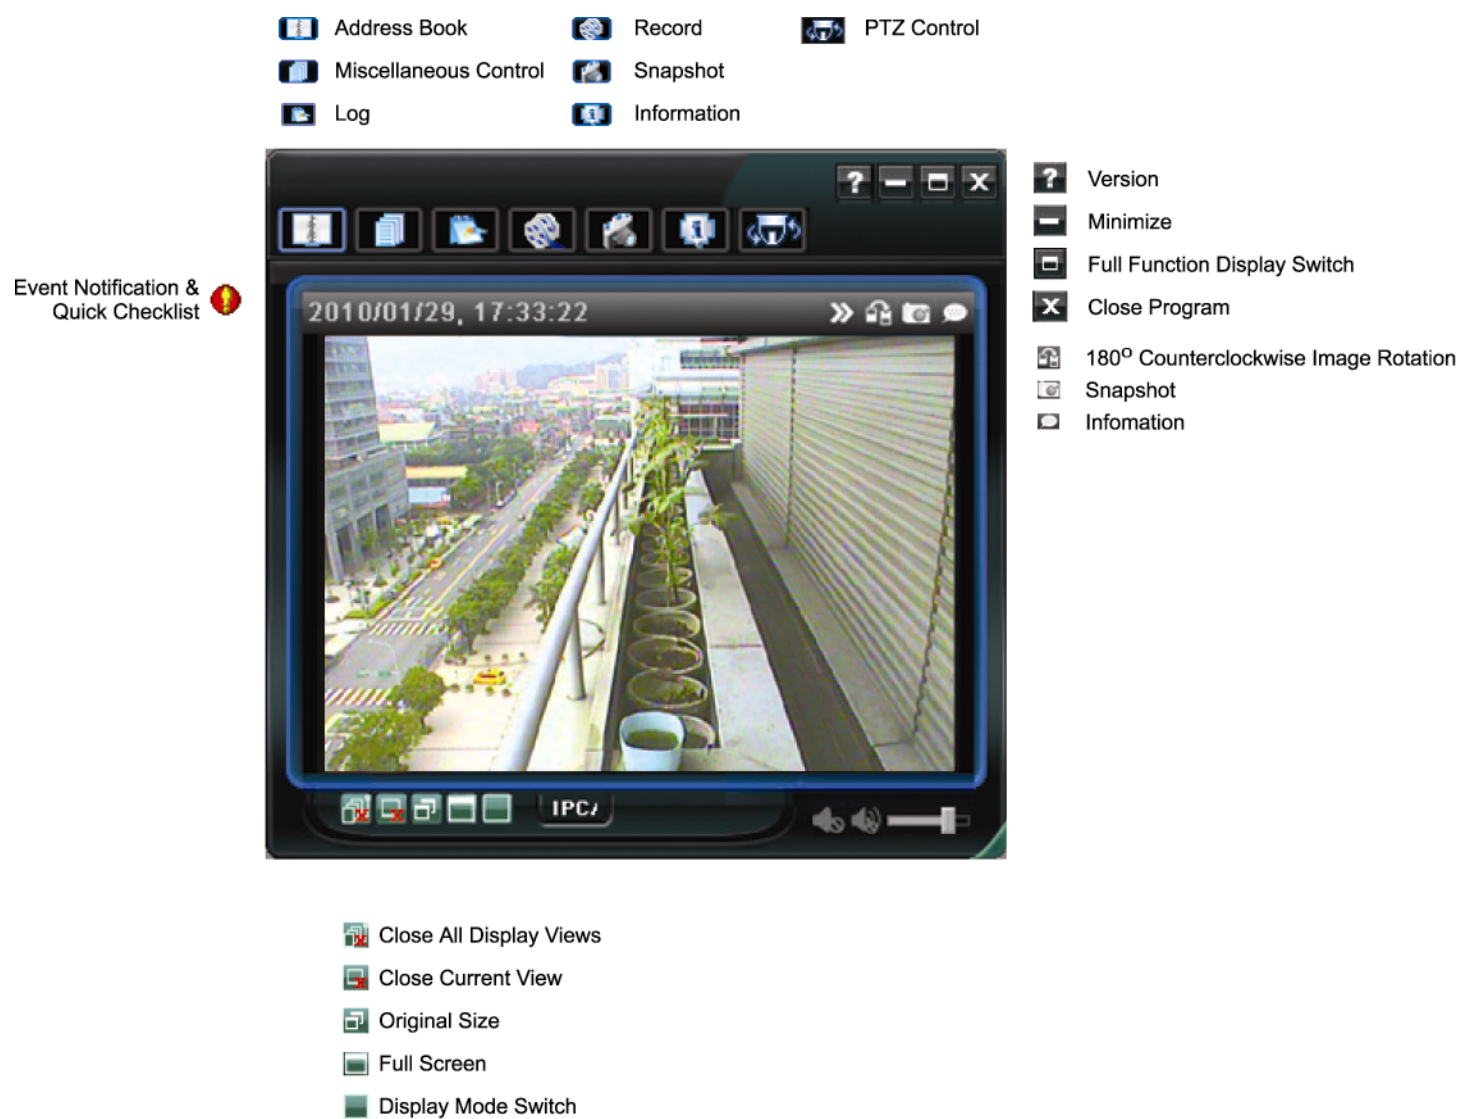 Address Book
Record
PTZ Control
Miscellaneous Control
Snapshot
Log
Information
Version
Minimize
Full Function Display Switch
Close Program
180° Counterclockwise Image Rotation
Snapshot
Infomation
Event Notification &
Quick Checklist
2010/01/29, 17:33:22
IPC
Close All Display Views
Close Current View
Original Size
Full Screen
Display Mode Switch